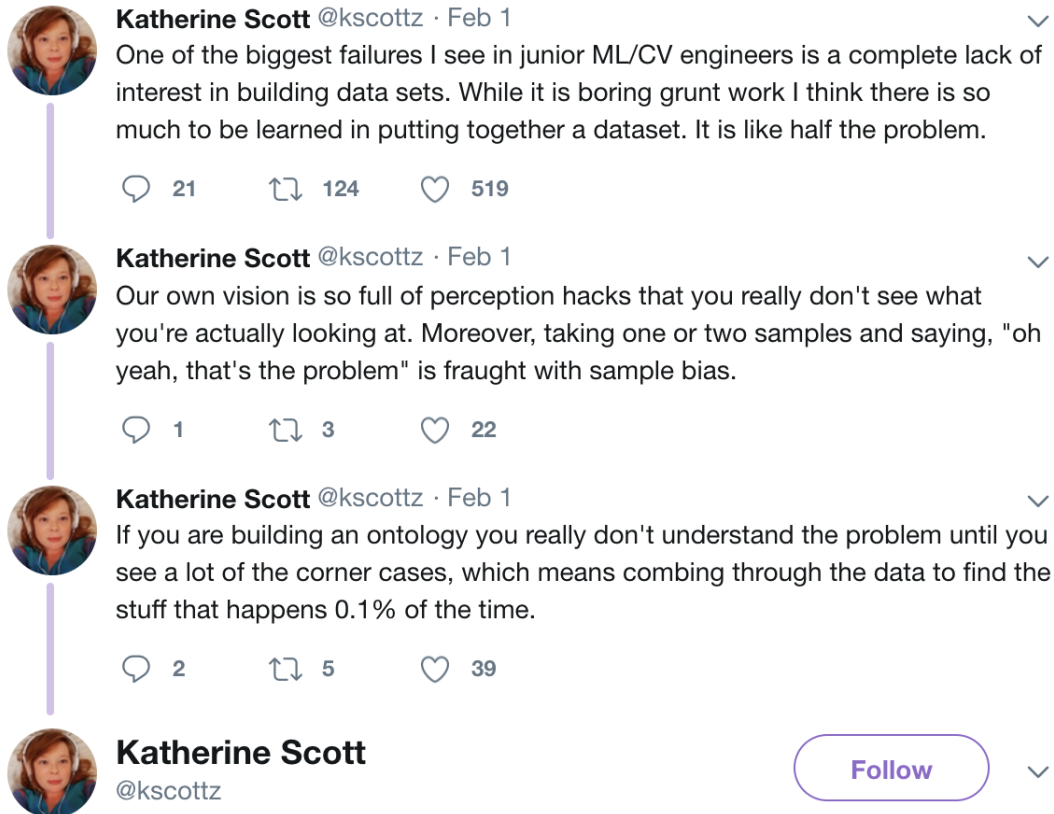 Katherine Scott @kscottz · Feb 1
One of the biggest failures I see in junior ML/CV engineers is a complete lack of
interest in building data sets. While it is boring grunt work I think there is so
much to be learned in putting together a dataset. It is like half the problem.
21 124 519
Katherine Scott @kscottz · Feb 1
Our own vision is so full of perception hacks that you really don't see what
you're actually looking at. Moreover, taking one or two samples and saying, "oh
yeah, that's the problem" is fraught with sample bias.
1 3 22
Katherine Scott @kscottz · Feb 1
If you are building an ontology you really don't understand the problem until you
see a lot of the corner cases, which means combing through the data to find the
stuff that happens 0.1% of the time.
2 5 39
Katherine Scott
@kscottz
Follow